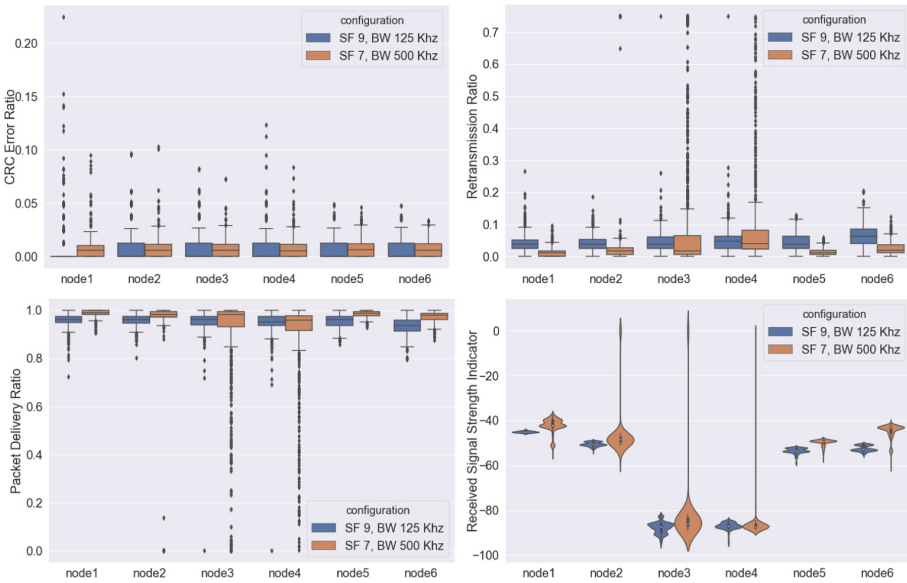 configuration
SF 9, BW 125 Khz
SF 7, BW 500 Khz
CRC Error Ratio
0.20
0.15
0.10
0.05
0.00
node1 node2 node3 node4 node5 node6
configuration
SF 9, BW 125 Khz
SF 7, BW 500 Khz
Retransmission Ratio
0.7
0.6
0.5
0.4
0.3
0.2
0.1
0.0
node1 node2 node3 node4 node5 node6
Packet Delivery Ratio
1.0
0.8
0.6
0.4
0.2
0.0
configuration
SF 9, BW 125 Khz
SF 7, BW 500 Khz
node1 node2 node3 node4 node5 node6
configuration
SF 9, BW 125 Khz
SF 7, BW 500 Khz
Received Signal Strength Indicator
0
−20
−40
−60
−80
−100
node1 node2 node3 node4 node5 node6